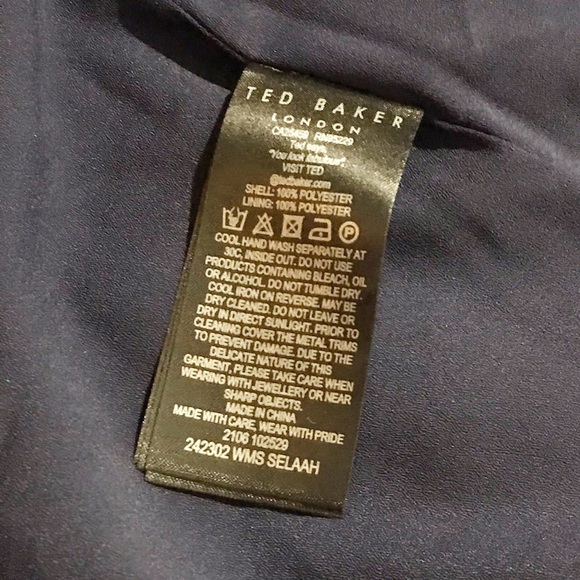 TED BAKER
LONDON
CA25459 RN95229
Ted says,
"You look fabulous".
VISIT TED
@tedbaker.com
SHELL: 100% POLYESTER
LINING: 100% POLYESTER
P
COOL HAND WASH SEPARATELY AT
30C, INSIDE OUT. DO NOT USE
PRODUCTS CONTAINING BLEACH, OIL
OR ALCOHOL. DO NOT TUMBLE DRY.
COOL IRON ON REVERSE. MAY BE
DRY CLEANED. DO NOT LEAVE OR
DRY IN DIRECT SUNLIGHT. PRIOR TO
CLEANING COVER THE METAL TRIMS
TO PREVENT DAMAGE. DUE TO THE
DELICATE NATURE OF THIS
GARMENT, PLEASE TAKE CARE WHEN
WEARING WITH JEWELLERY OR NEAR
SHARP OBJECTS.
MADE IN CHINA
MADE WITH CARE, WEAR WITH PRIDE
2106 102529
242302 WMS SELAAH